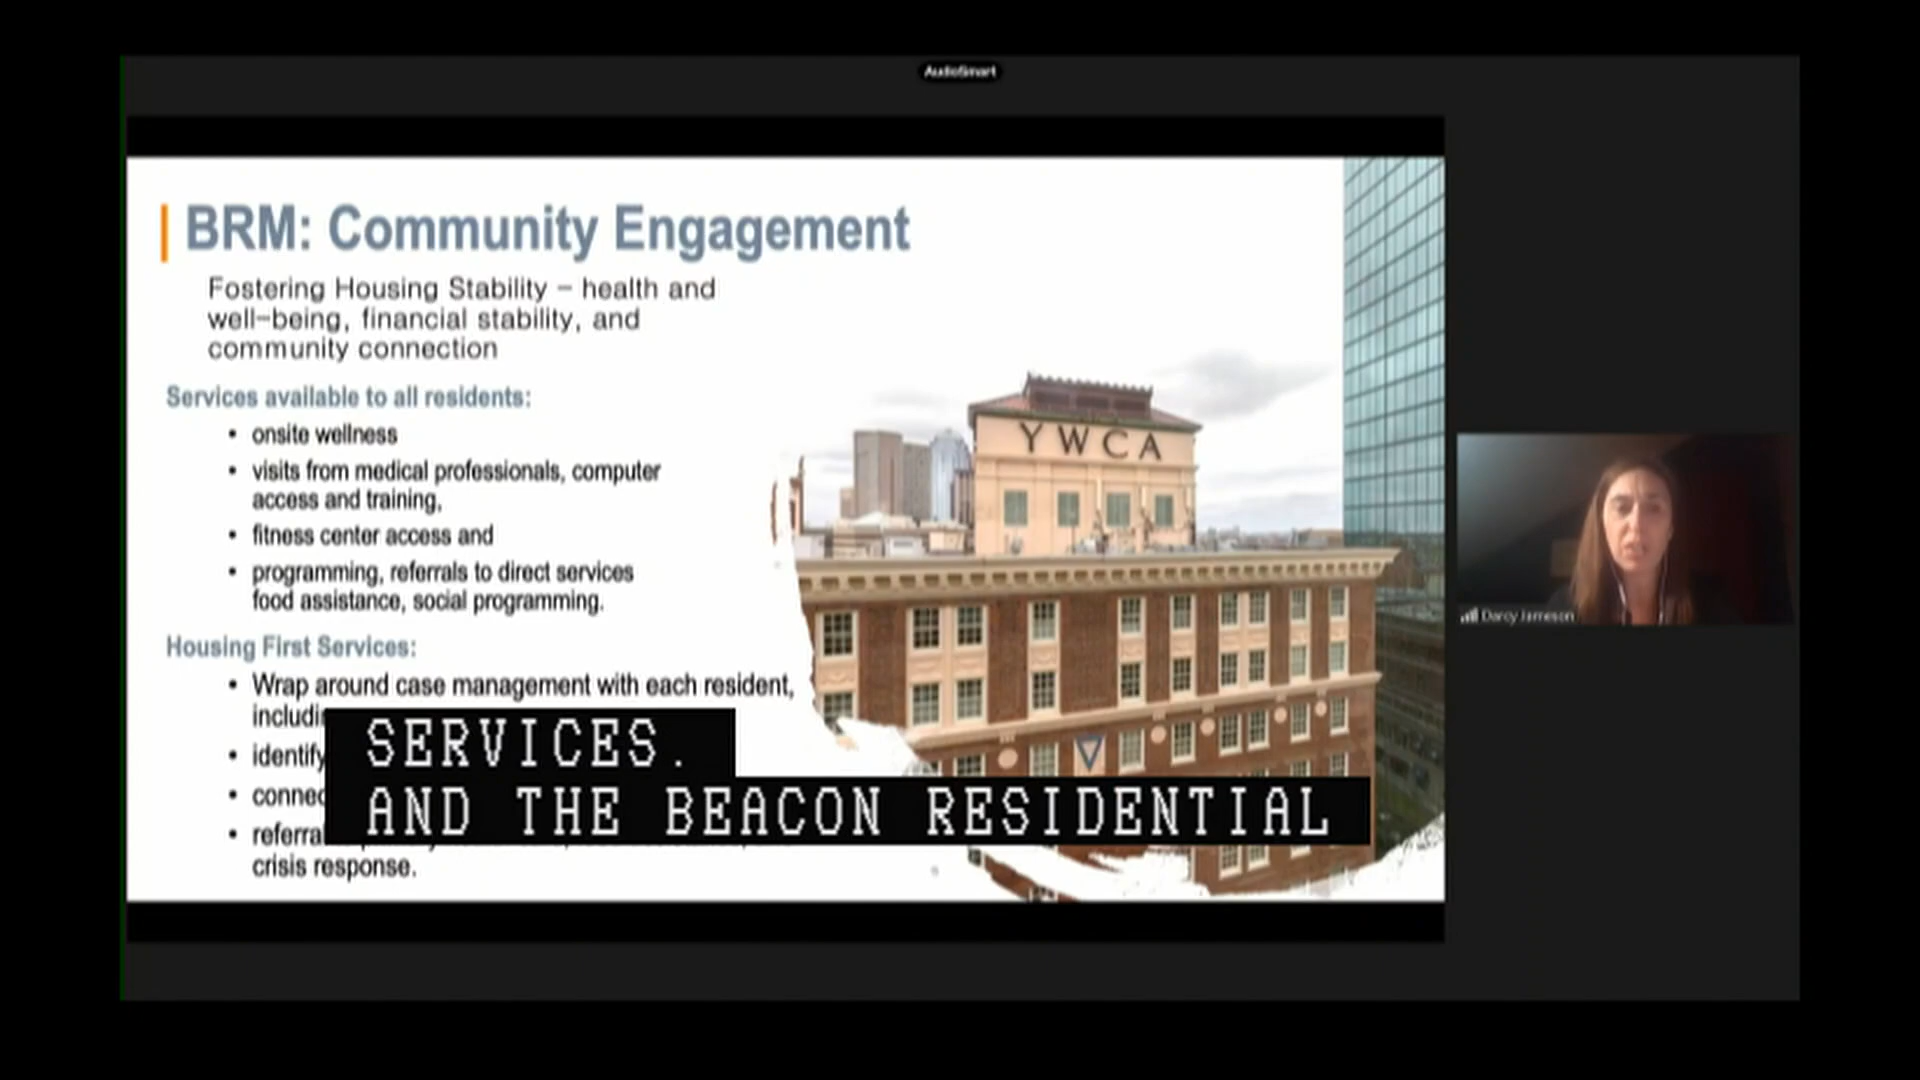 AudioSmart
BRM: Community Engagement
Fostering Housing Stability – health and
well-being, financial stability, and
community connection
Services available to all residents:
• onsite wellness
• visits from medical professionals, computer
access and training,
• fitness center access and
• programming, referrals to direct services
food assistance, social programming.
Housing First Services:
• Wrap around case management with each resident,
• identify
•
•
crisis response.
SERVICES.
AND THE BEACON RESIDENTIAL
YWCA
Darcy Jameson